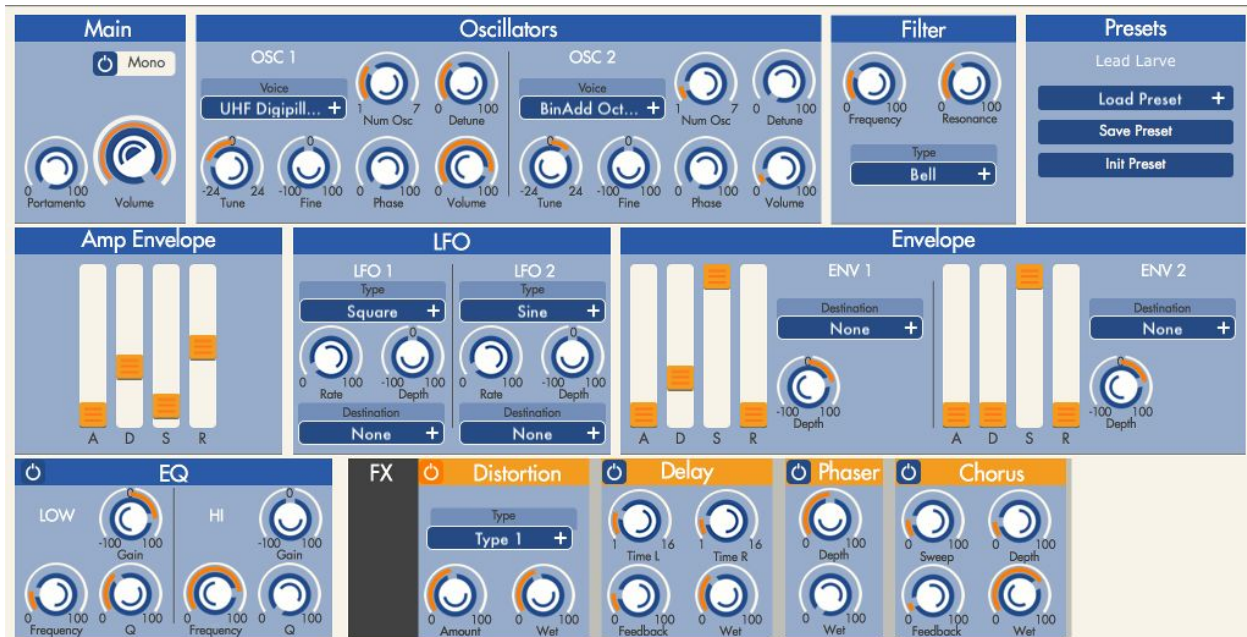 Main
Mono
0 100
Portamento
Volume
Oscillators
OSC 1
Voice
UHF Digipill... +
1 7
Num Osc
0 100
Detune
0
-24 24
Tune
0
-100 100
Fine
0 100
Phase
0 100
Volume
OSC 2
Voice
BinAdd Oct... +
1 7
Num Osc
0 100
Detune
0
-24 24
Tune
0
-100 100
Fine
0 100
Phase
0 100
Volume
Filter
0 100
Frequency
0 100
Resonance
Type
Bell +
Presets
Lead Larve
Load Preset +
Save Preset
Init Preset
Amp Envelope
A D S R
LFO
LFO 1
Type
Square +
0 100
Rate
0
-100 100
Depth
Destination
None +
LFO 2
Type
Sine +
0 100
Rate
0
-100 100
Depth
Destination
None +
Envelope
A D S R
ENV 1
Destination
None +
0
-100 100
Depth
A D S R
ENV 2
Destination
None +
0
-100 100
Depth
EQ
LOW
0
-100 100
Gain
0 100
Frequency
0 100
Q
HI
0
-100 100
Gain
0 100
Frequency
0 100
Q
FX
Distortion
Type
Type 1 +
0 100
Amount
0 100
Wet
Delay
1 16
Time L
1 16
Time R
0 100
Feedback
0 100
Wet
Phaser
0 100
Depth
0 100
Wet
Chorus
0 100
Sweep
0 100
Depth
0 100
Feedback
0 100
Wet